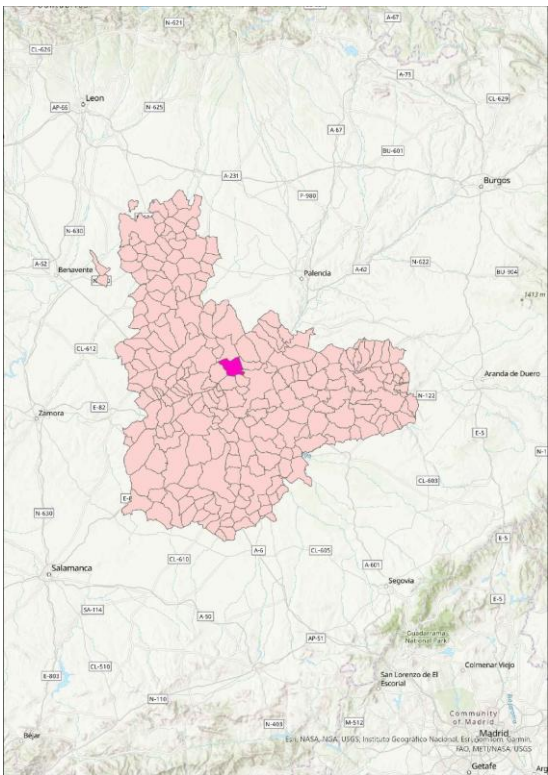 N-621
A-67
CL-626
A-73
CL-629
AP-66
Leon
N-625
A-67
BU-601
A-231
P-980
Burgos
N-630
A-52
Benavente
Palencia
A-62
N-622
BU-904
1412 m
CL-612
Aranda de Duero
N-122
Zamora
E-82
E-5
N-1
CL-603
N-630
E-5
A-6
CL-605
CL-610
A-601
Salamanca
Segovia
E-5
SA-114
A-50
Guadarrama
National Park
AP-51
CL-510
E-803
San Lorenzo de El
Escorial
Colmenar Viejo
N-110
Community
of Madrid
N-403
M-512
Béjar
Madrid
Esri, NASA, NGA, USGS, Instituto Geográfico Nacional, Esri, TomTom, Garmin,
FAO, METI/NASA, USGS
Getafe
Arg